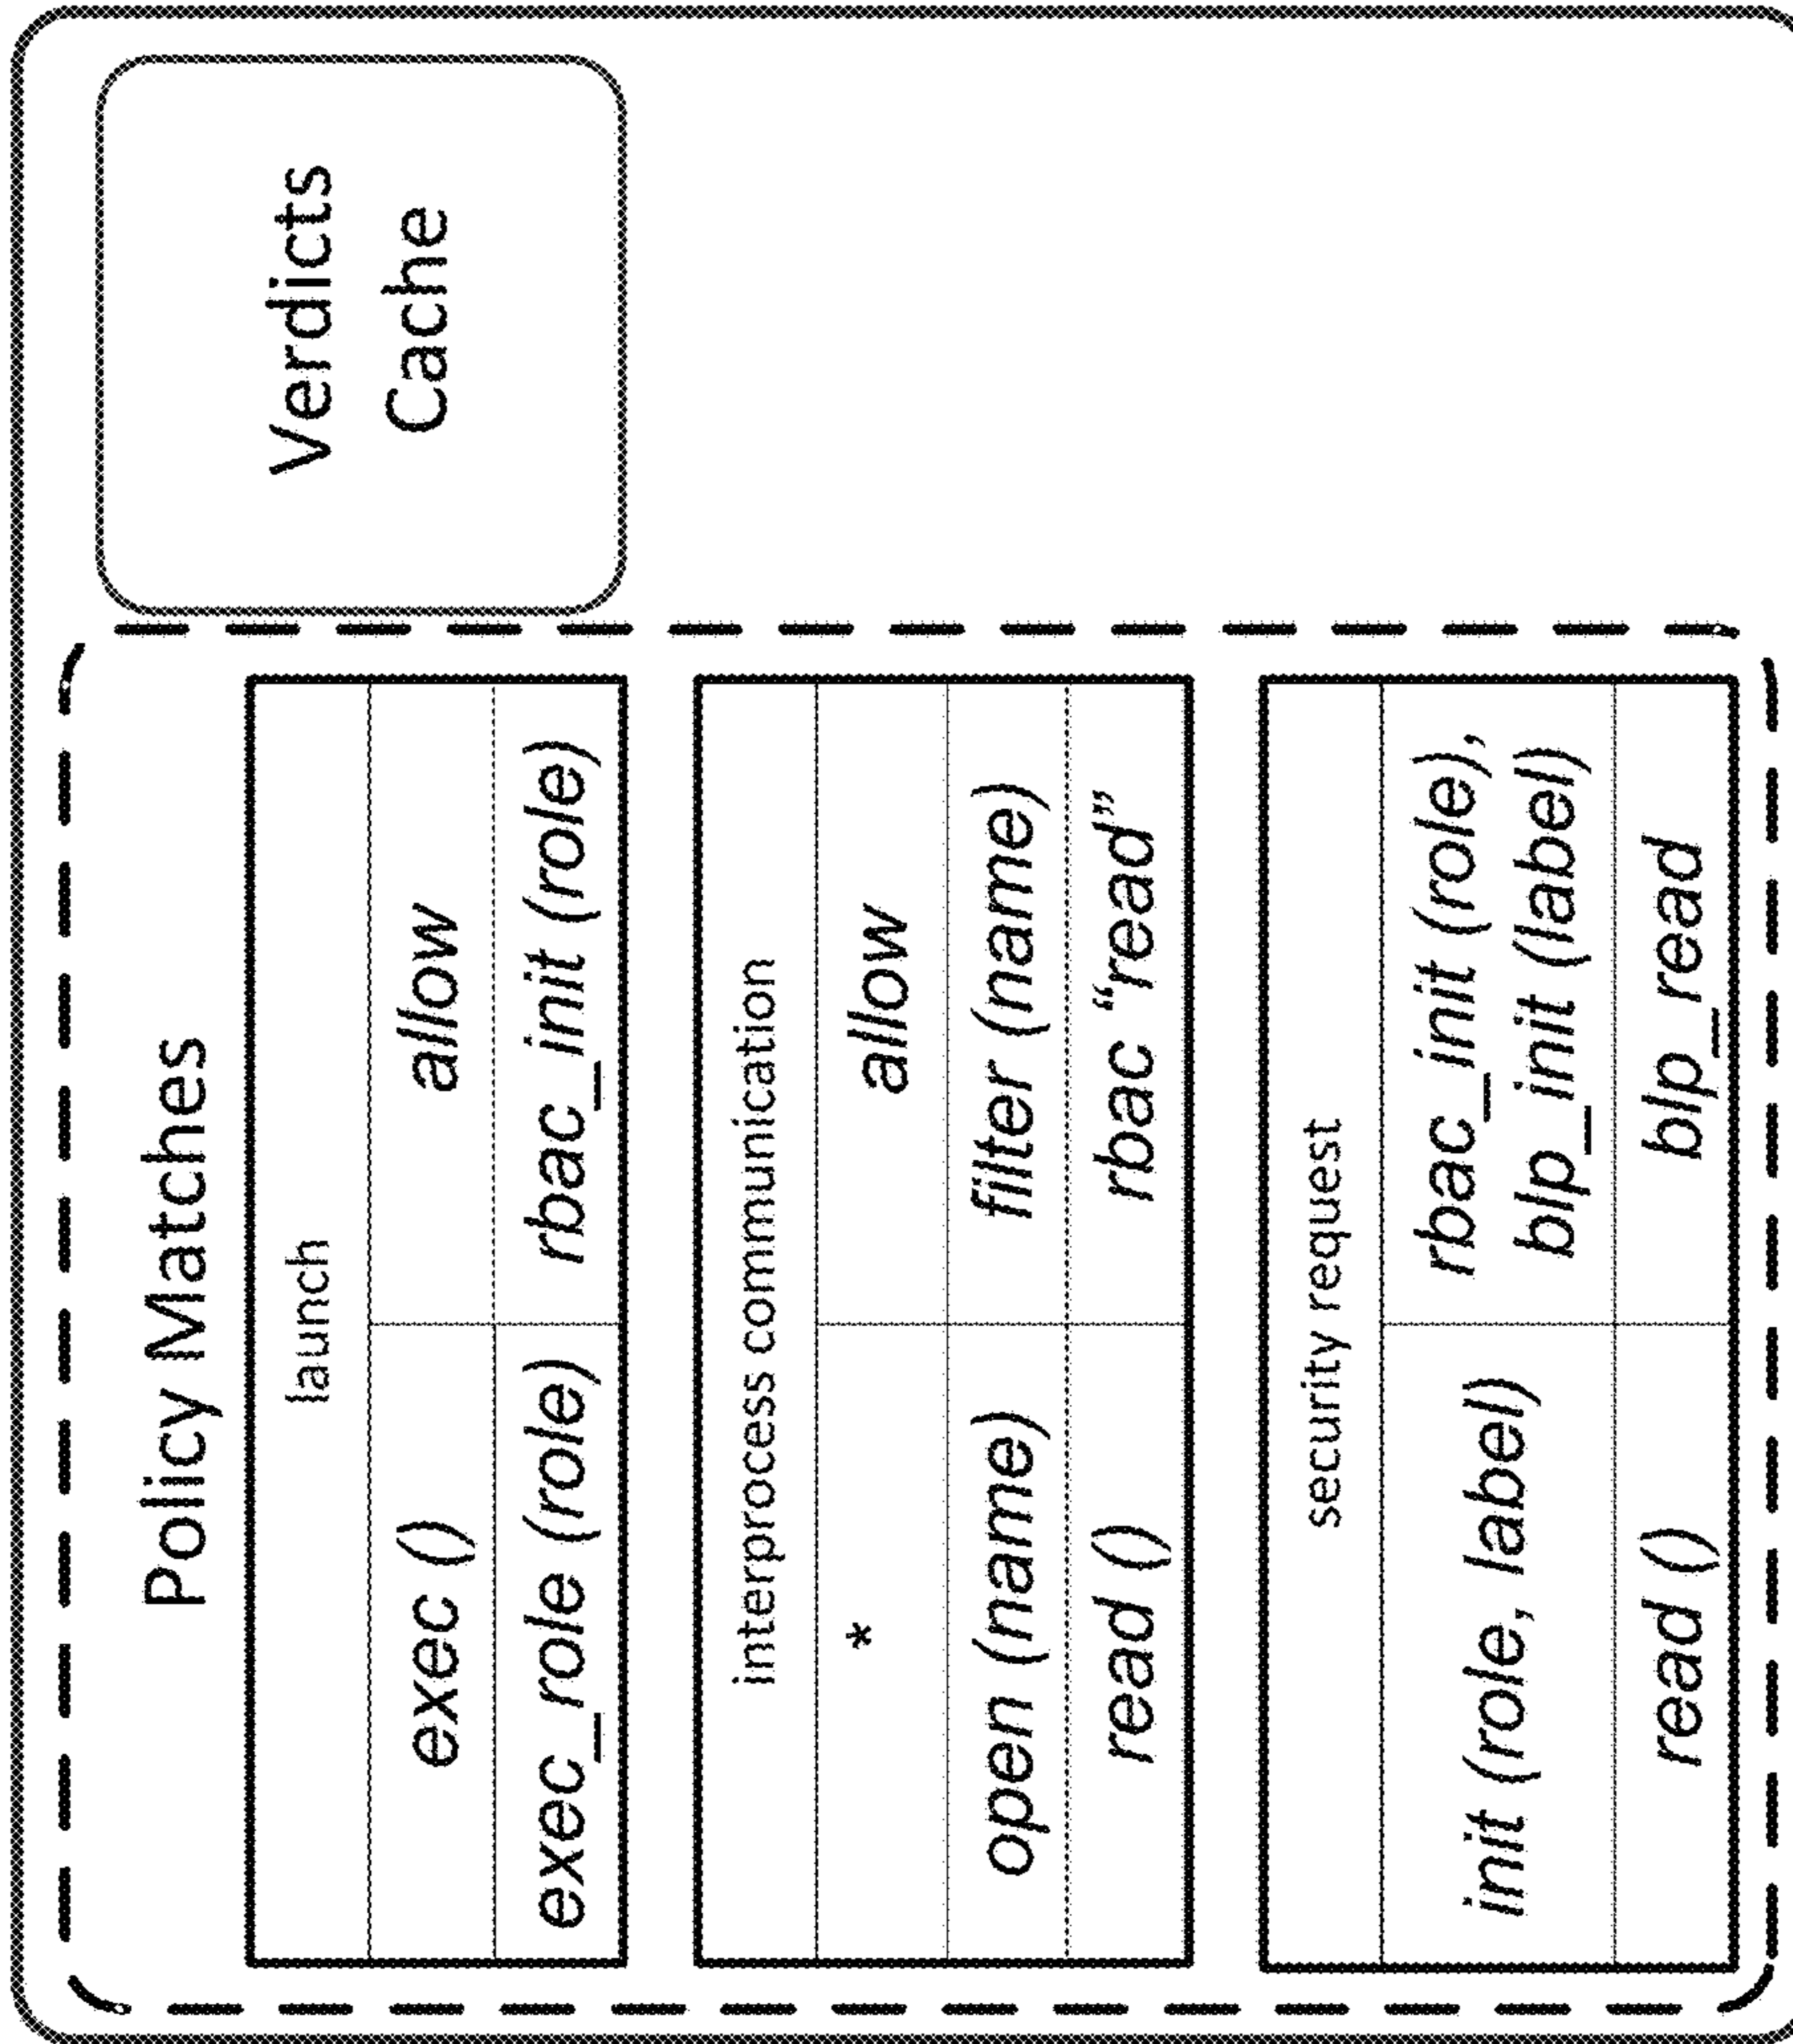 Policy Matches
launch
exec ()
allow
exec_role (role)
rbac_init (role)
interprocess communication
*
allow
open (name)
filter (name)
read ()
rbac “read”
security request
init (role, label)
rbac_init (role),
blp_init (label)
read ()
blp_read
Verdicts
Cache